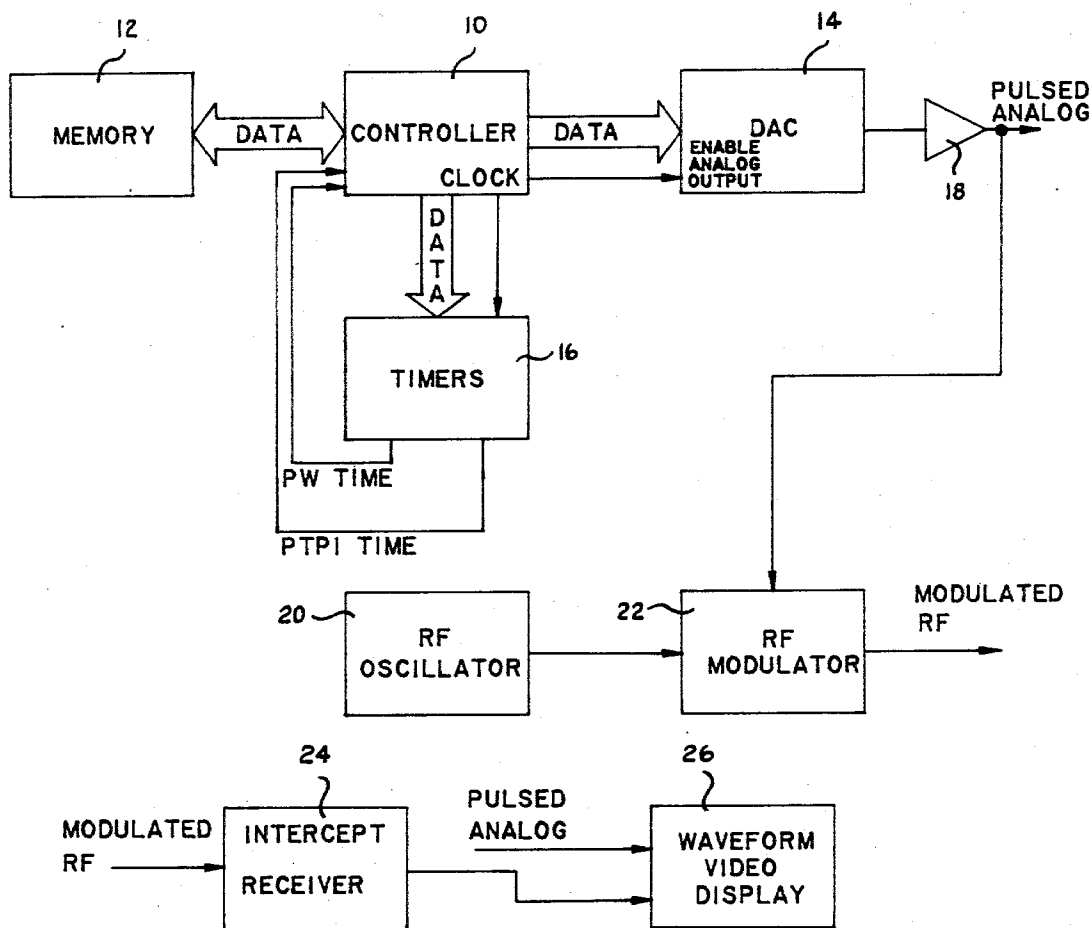 12
10
14
MEMORY
DATA
CONTROLLER
CLOCK
DATA
DAC
ENABLE
ANALOG
OUTPUT
PULSED
ANALOG
18
DATA
16
TIMERS
PW TIME
PTPI TIME
20
RF
OSCILLATOR
22
RF
MODULATOR
MODULATED
RF
24
26
MODULATED
RF
INTERCEPT
RECEIVER
PULSED
ANALOG
WAVEFORM
VIDEO
DISPLAY